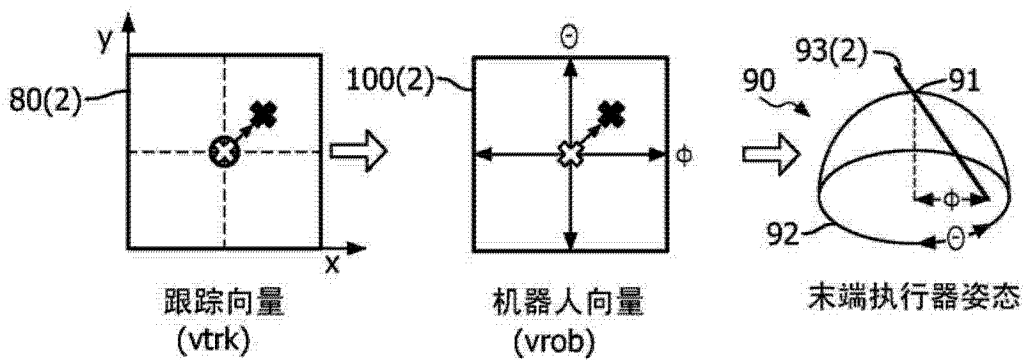 y
80(2)
x
跟踪向量
(vtrk)
100(2)
Θ
ϕ
机器人向量
(vrob)
93(2)
90
91
ϕ
92
Θ
末端执行器姿态